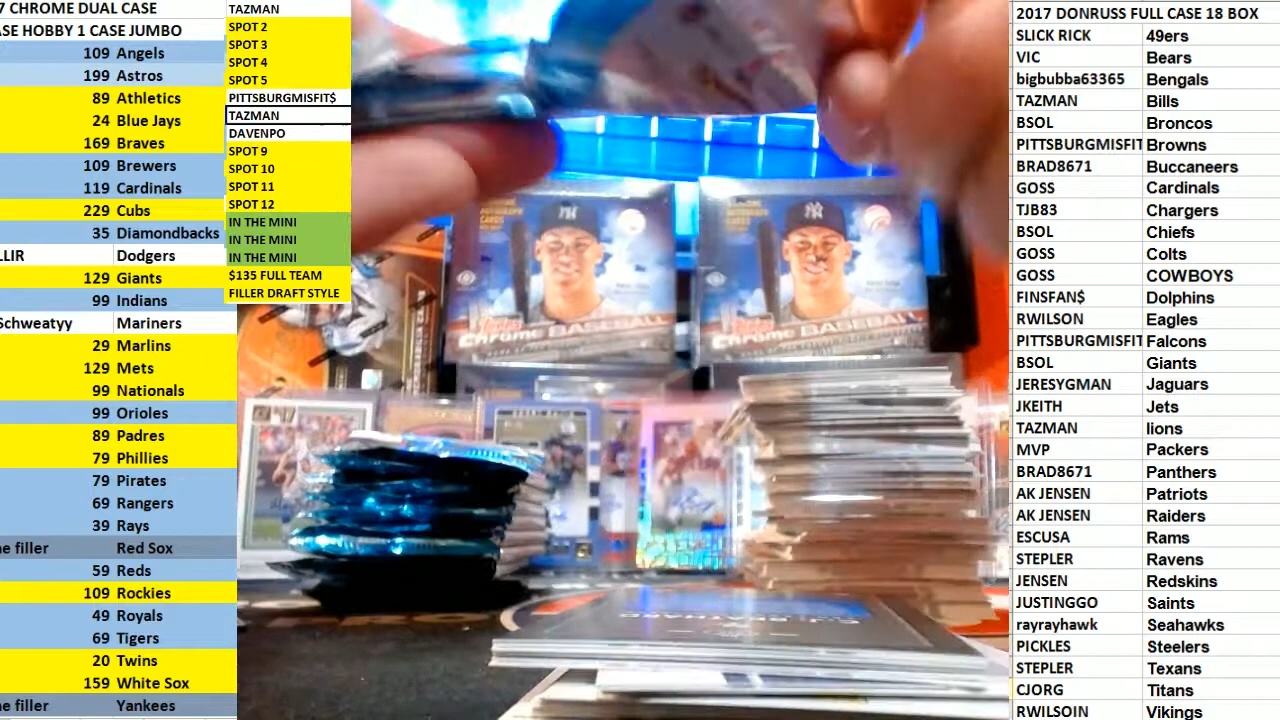 7 CHROME DUAL CASE
ASE HOBBY 1 CASE JUMBO
109 Angels
199 Astros
89 Athletics
24 Blue Jays
169 Braves
109 Brewers
119 Cardinals
229 Cubs
35 Diamondbacks
LLIR Dodgers
129 Giants
99 Indians
Schweatyy Mariners
29 Marlins
129 Mets
99 Nationals
99 Orioles
89 Padres
79 Phillies
79 Pirates
69 Rangers
39 Rays
ne filler Red Sox
59 Reds
109 Rockies
49 Royals
69 Tigers
20 Twins
159 White Sox
ne filler Yankees
TAZMAN
SPOT 2
SPOT 3
SPOT 4
SPOT 5
PITTSBURGMISFIT$
TAZMAN
DAVENPO
SPOT 9
SPOT 10
SPOT 11
SPOT 12
IN THE MINI
IN THE MINI
IN THE MINI
$135 FULL TEAM
FILLER DRAFT STYLE
Topps
Chrome BASEBALL
Topps
Chrome BASEBALL
2017 DONRUSS FULL CASE 18 BOX
SLICK RICK 49ers
VIC Bears
bigbubba63365 Bengals
TAZMAN Bills
BSOL Broncos
PITTSBURGMISFIT Browns
BRAD8671 Buccaneers
GOSS Cardinals
TJB83 Chargers
BSOL Chiefs
GOSS Colts
GOSS COWBOYS
FINSFAN$ Dolphins
RWILSON Eagles
PITTSBURGMISFIT Falcons
BSOL Giants
JERESYGMAN Jaguars
JKEITH Jets
TAZMAN lions
MVP Packers
BRAD8671 Panthers
AK JENSEN Patriots
AK JENSEN Raiders
ESCUSA Rams
STEPLER Ravens
JENSEN Redskins
JUSTINGGO Saints
rayrayhawk Seahawks
PICKLES Steelers
STEPLER Texans
CJORG Titans
RWILSOIN Vikings